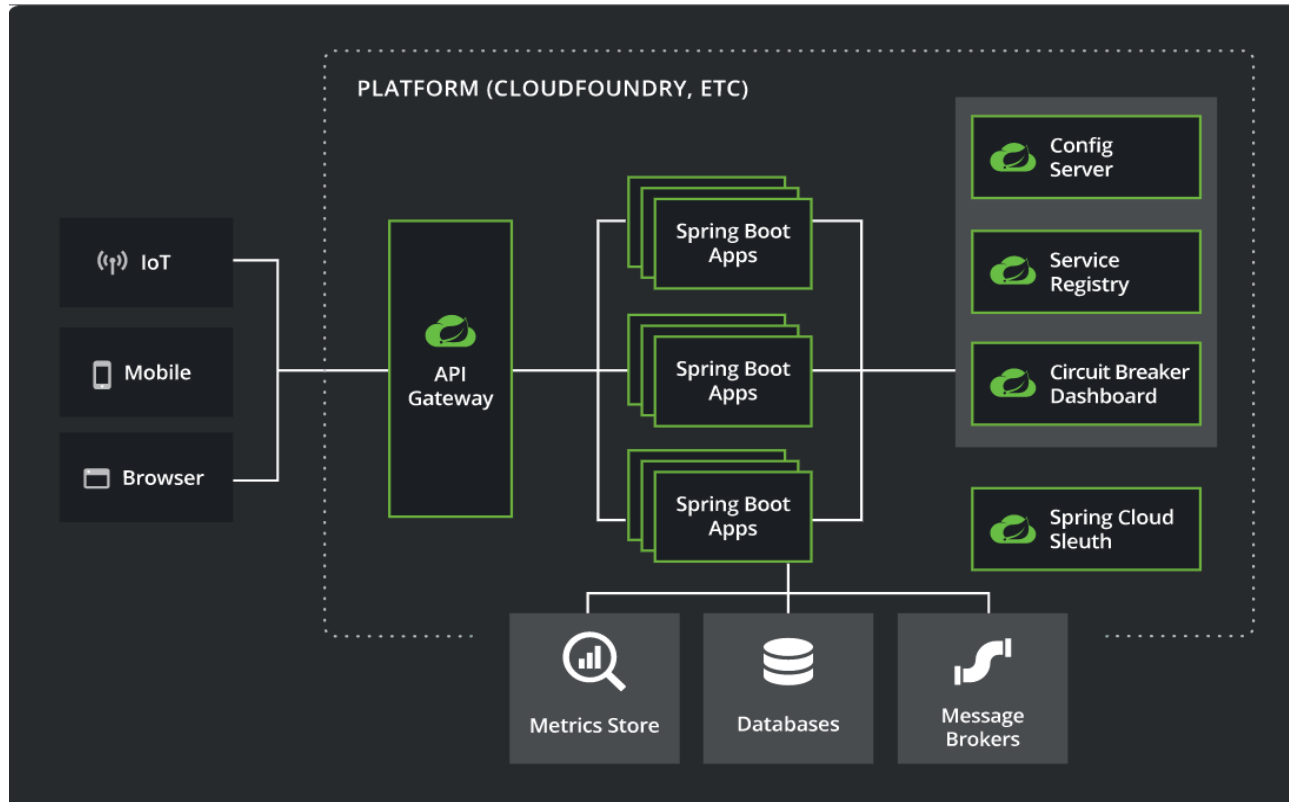 PLATFORM (CLOUDFOUNDRY, ETC)
IoT
Mobile
Browser
API
Gateway
Spring Boot
Apps
Spring Boot
Apps
Spring Boot
Apps
Config
Server
Service
Registry
Circuit Breaker
Dashboard
Spring Cloud
Sleuth
Metrics Store
Databases
Message
Brokers